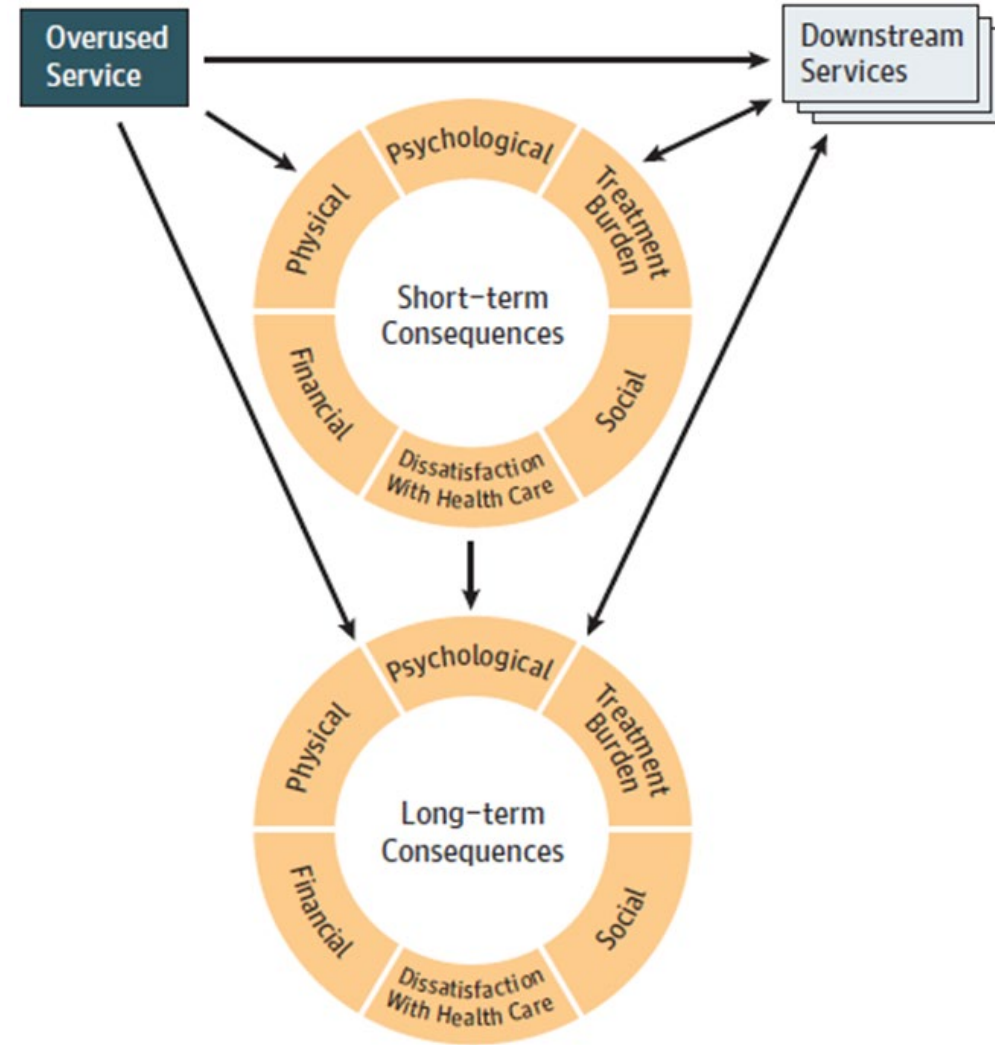 Overused
Service
Downstream
Services
Psychological
Physical
Treatment
Burden
Short-term
Consequences
Financial
Social
Dissatisfaction
With Health Care
Psychological
Physical
Treatment
Burden
Long-term
Consequences
Financial
Social
Dissatisfaction
With Health Care